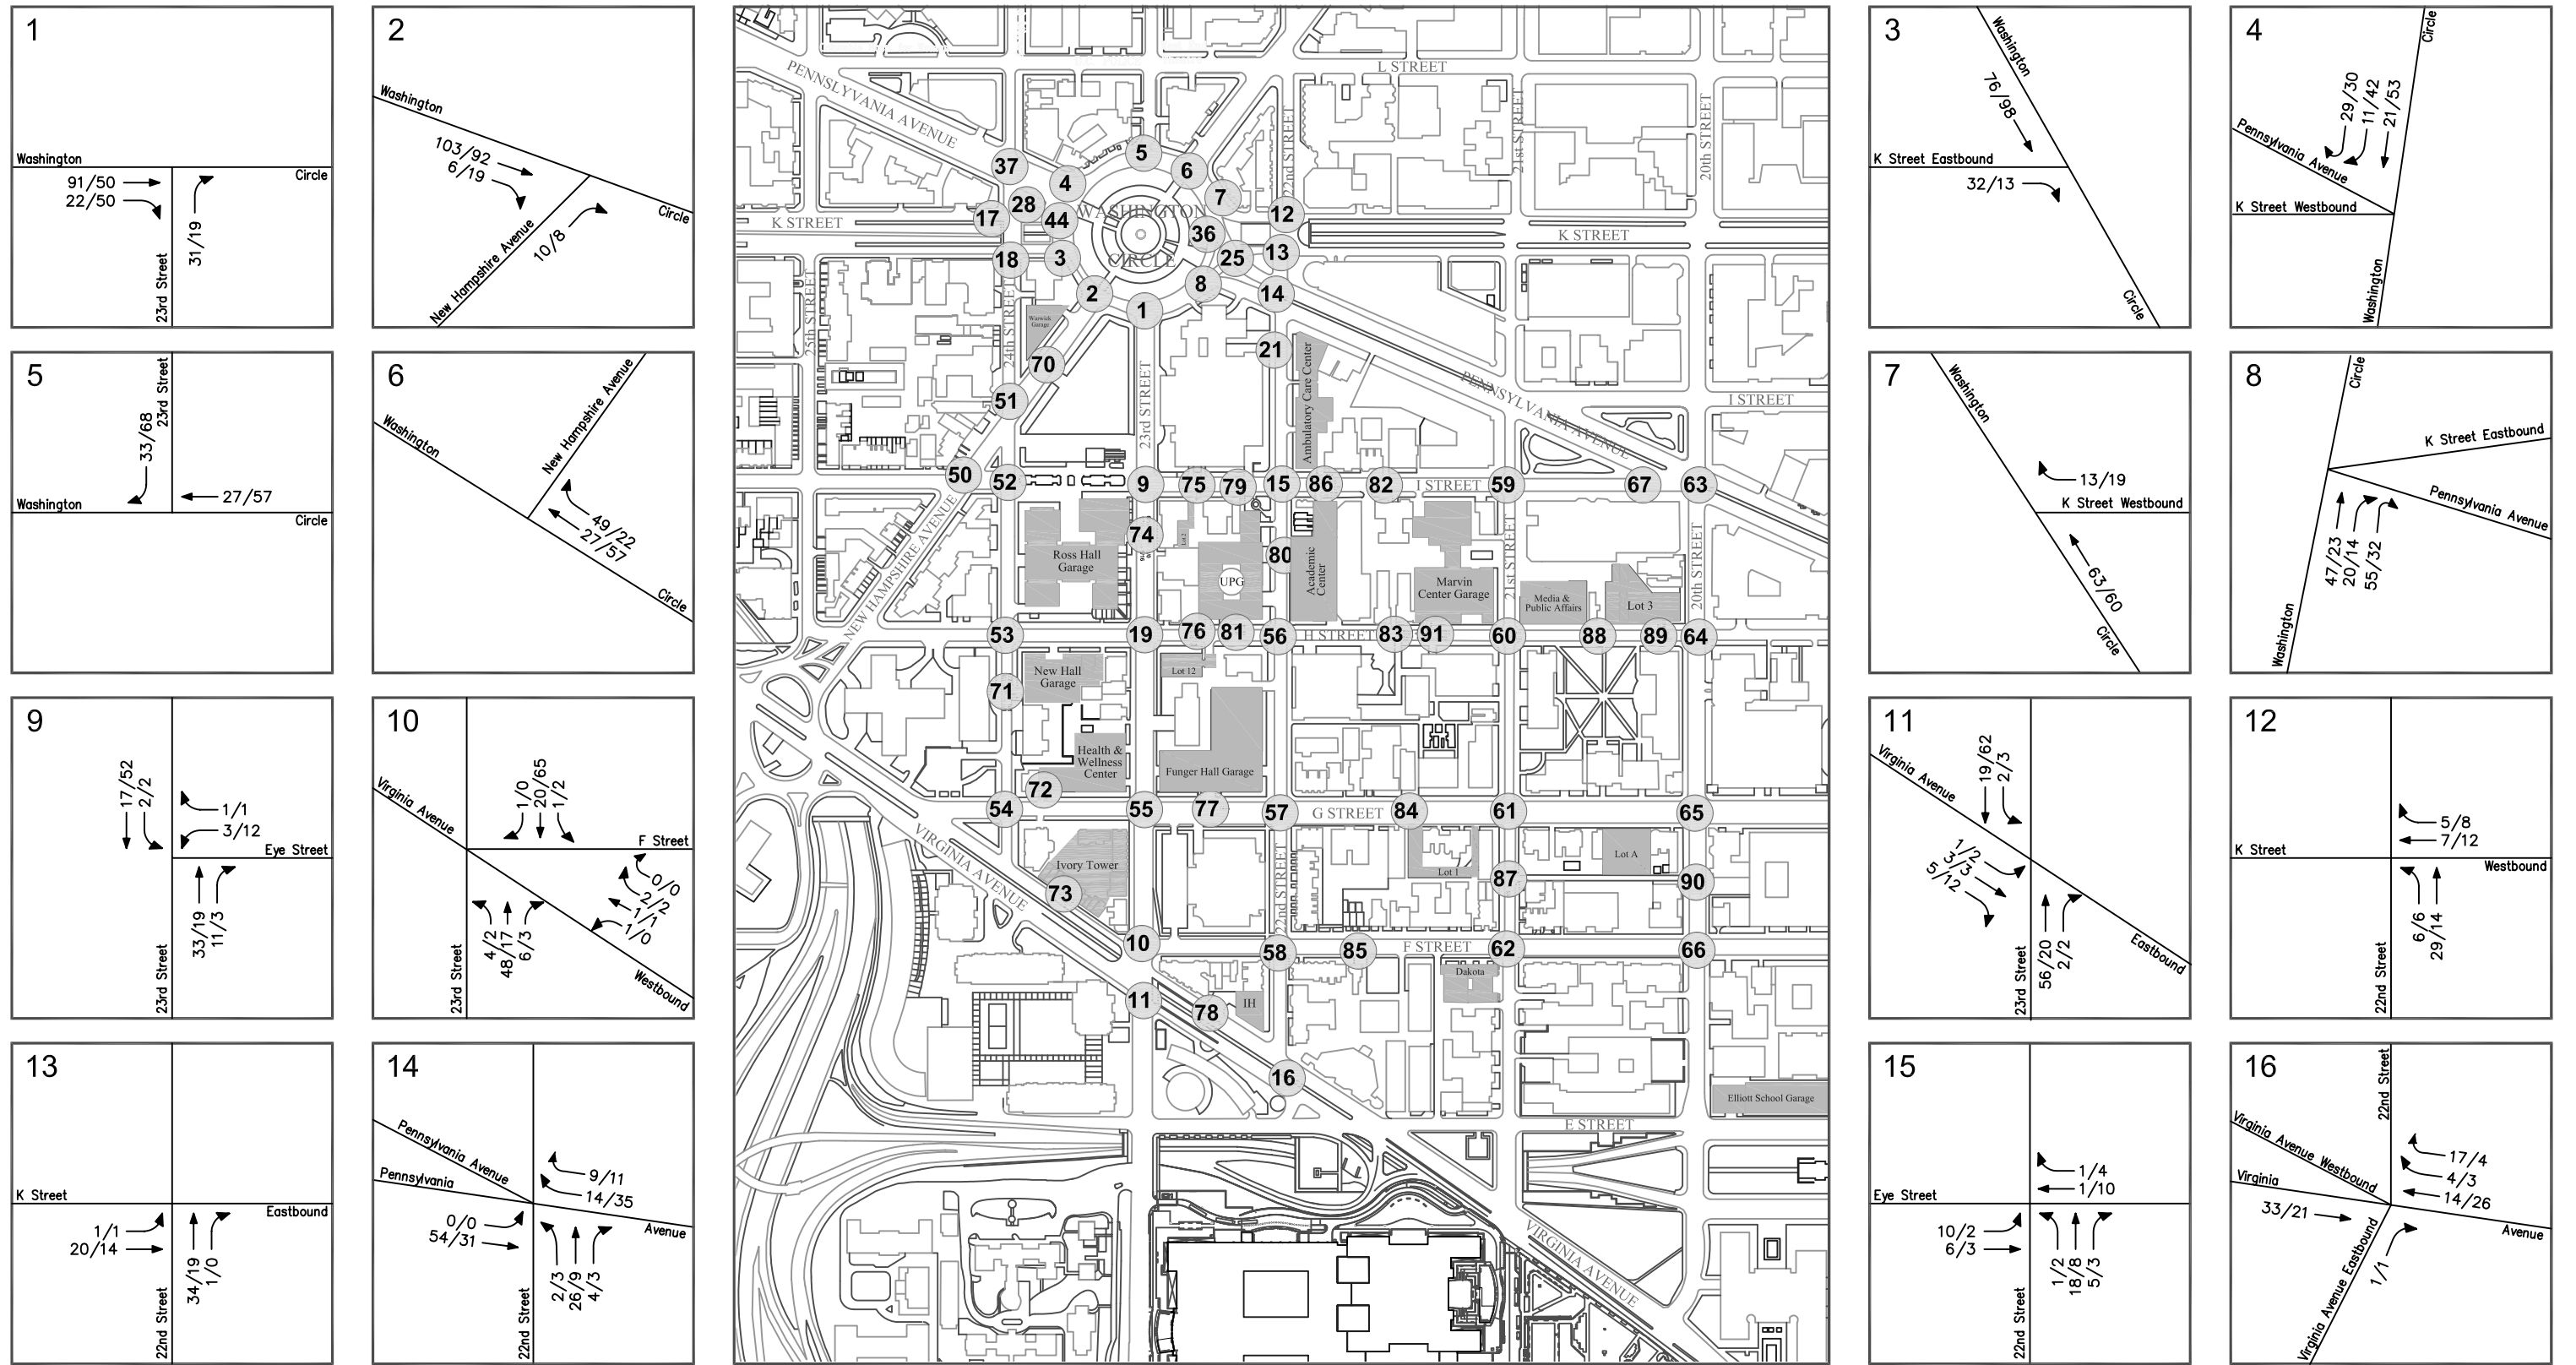 1
Washington
Circle
91/50
22/50
31/19
23rd Street
2
Washington
103/92
6/19
10/8
New Hampshire Avenue
Circle
5
23rd Street
33/68
Washington
27/57
Circle
6
New Hampshire Avenue
Washington
49/22
27/57
Circle
9
17/52
2/2
1/1
3/12
Eye Street
33/19
11/3
23rd Street
10
Virginia Avenue
1/0
20/65
1/2
F Street
0/0
2/2
1/1
1/0
4/2
48/17
6/3
23rd Street
Westbound
13
K Street
Eastbound
1/1
20/14
34/19
1/0
22nd Street
14
Pennsylvania Avenue
Pennsylvania
9/11
14/35
0/0
54/31
Avenue
2/3
26/9
4/3
22nd Street
L STREET
PENNSLYVANIA AVENUE
22nd STREET
21st STREET
20th STREET
5
37
6
4
7
28
WASHINGTON
17
44
12
K STREET
36
K STREET
18
3
CIRCLE
25
13
2
8
14
1
25th STREET
24th STREET
Warwick
Garage
21
70
Ambulatory Care Center
23rd STREET
PENNSYLVANIA AVENUE
51
I STREET
50
52
9
75
79
15
86
82
I STREET
59
67
63
74
Lot 2
Ross Hall
Garage
80
UPG
Academic
Center
Marvin
Center Garage
21st STREET
20th STREET
Media &
Public Affairs
Lot 3
NEW HAMPSHIRE AVENUE
53
19
76
81
56
H STREET
83
91
60
88
89
64
New Hall
Garage
Lot 12
71
Health &
Wellness
Center
Funger Hall Garage
72
54
55
77
57
G STREET
84
61
65
VIRGINIA AVENUE
Ivory Tower
22nd STREET
Lot 1
Lot A
73
87
90
10
58
85
F STREET
62
66
Dakota
11
78
IH
16
Elliott School Garage
E STREET
VIRGINIA AVENUE
3
Washington
76/98
K Street Eastbound
32/13
Circle
4
Circle
29/30
11/42
21/53
Pennsylvania Avenue
K Street Westbound
Washington
7
Washington
13/19
K Street Westbound
63/60
Circle
8
Circle
K Street Eastbound
Pennsylvania Avenue
47/23
20/14
55/32
Washington
11
Virginia Avenue
19/62
2/3
1/2
3/3
5/12
56/20
2/2
23rd Street
Eastbound
12
5/8
7/12
K Street
Westbound
6/6
29/14
22nd Street
15
1/4
1/10
Eye Street
10/2
6/3
1/2
18/8
5/3
22nd Street
16
22nd Street
Virginia Avenue Westbound
Virginia
17/4
4/3
14/26
33/21
Avenue
1/1
Virginia Avenue Eastbound